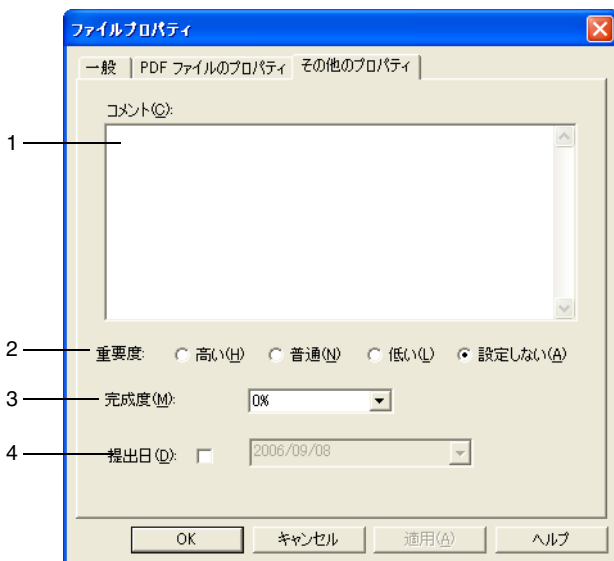 ファイルプロパティ
一般 PDF ファイルのプロパティ その他のプロパティ
コメント(C):
1
2 重要度: 高い(H) 普通(N) 低い(L) 設定しない(A)
3 完成度(M): 0%
4 提出日(D): 2006/09/08
OK キャンセル 適用(A) ヘルプ